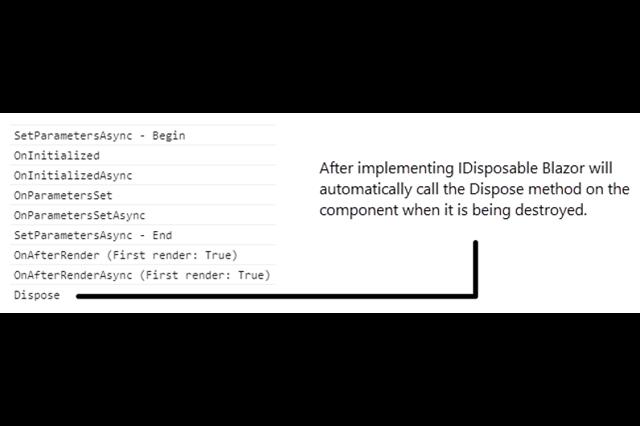 SetParametersAsync - Begin
OnInitialized
OnInitializedAsync
OnParametersSet
OnParametersSetAsync
SetParametersAsync - End
OnAfterRender (First render: True)
OnAfterRenderAsync (First render: True)
Dispose
After implementing IDisposable Blazor will
automatically call the Dispose method on the
component when it is being destroyed.